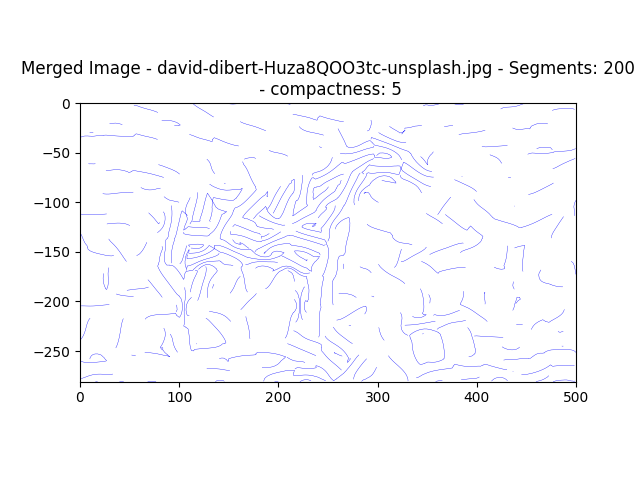 Merged Image - david-dibert-Huza8QOO3tc-unsplash.jpg - Segments: 200
- compactness: 5
0
−50
−100
−150
−200
−250
0 100 200 300 400 500